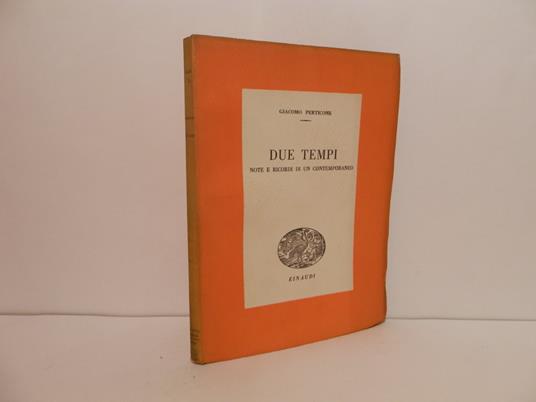 GIACOMO PERTICONE
DUE TEMPI
NOTE E RICORDI DI UN CONTEMPORANEO
EINAUDI